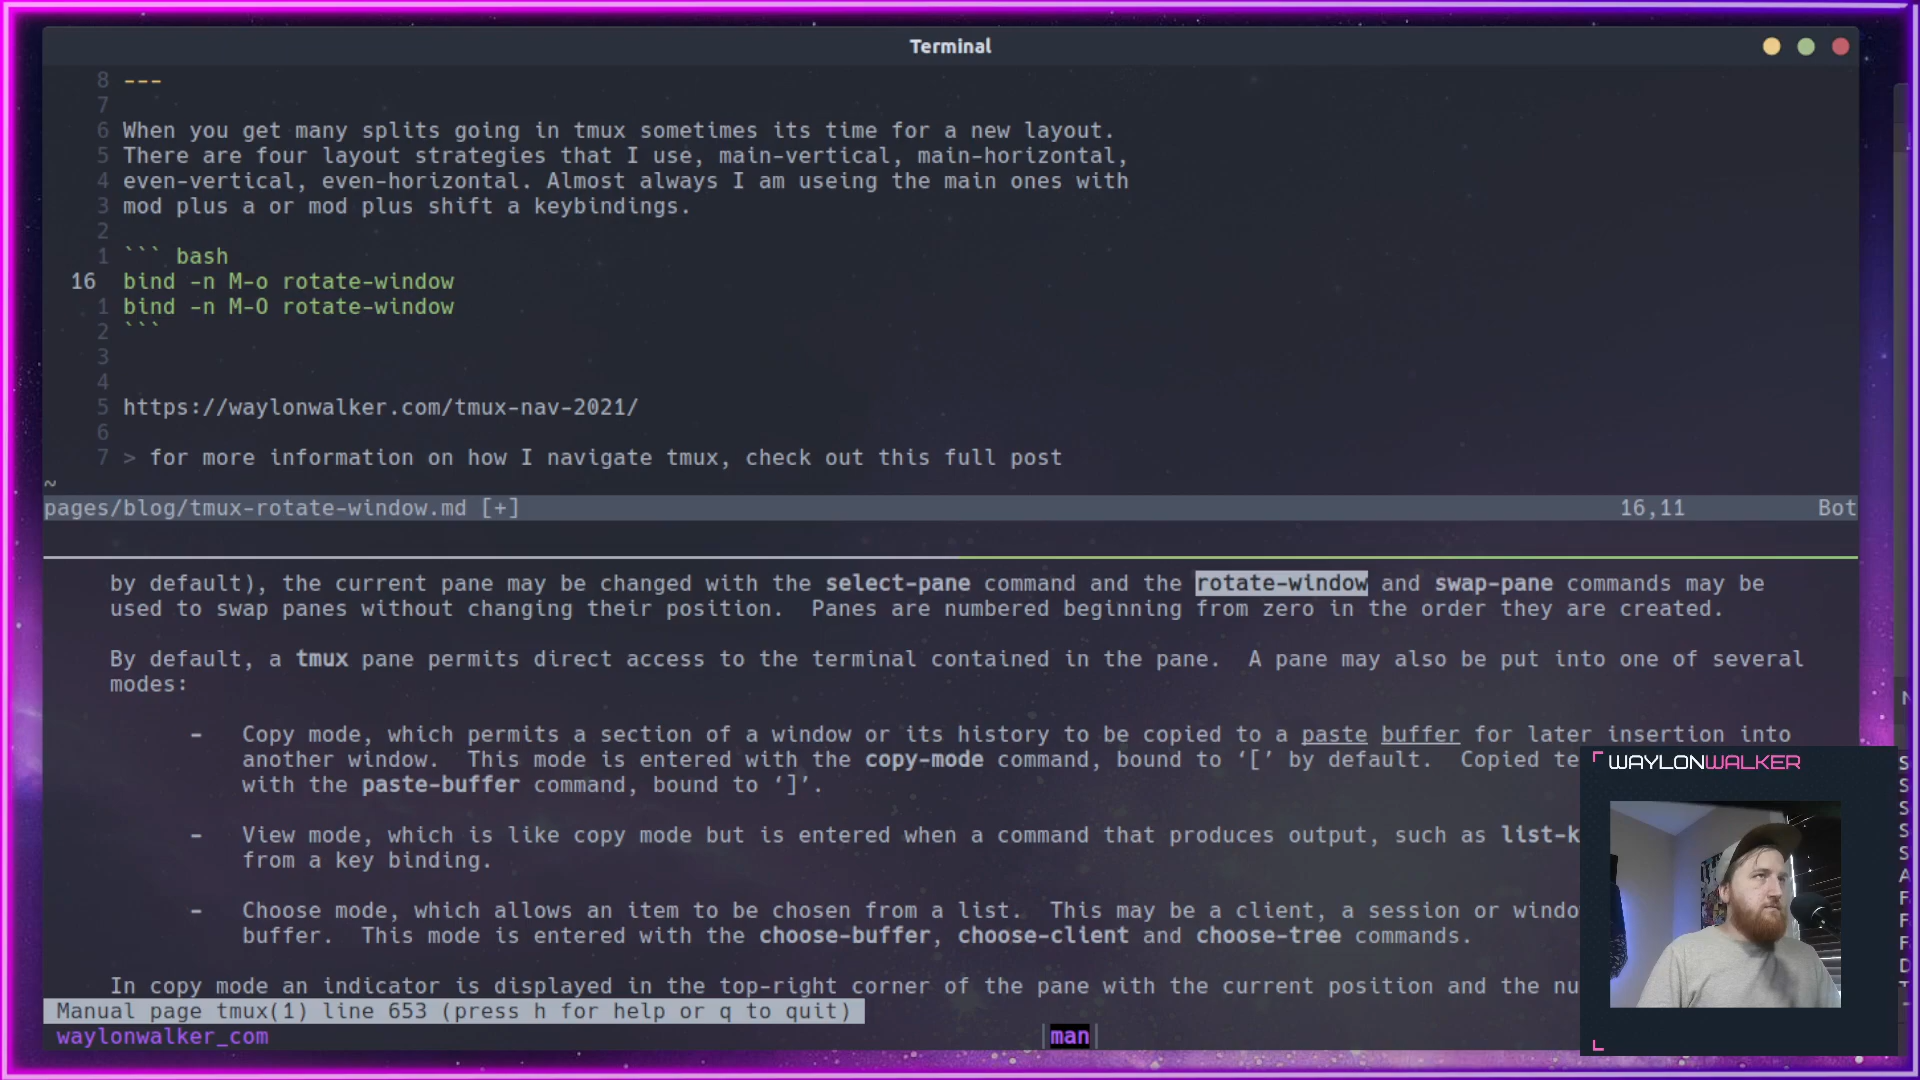 Terminal
8 ---
7
6 When you get many splits going in tmux sometimes its time for a new layout.
5 There are four layout strategies that I use, main-vertical, main-horizontal,
4 even-vertical, even-horizontal. Almost always I am useing the main ones with
3 mod plus a or mod plus shift a keybindings.
2
1 ``` bash
16 bind -n M-o rotate-window
1 bind -n M-O rotate-window
2 ```
3
4
5 https://waylonwalker.com/tmux-nav-2021/
6
7 > for more information on how I navigate tmux, check out this full post
~
pages/blog/tmux-rotate-window.md [+] 16,11 Bot
by default), the current pane may be changed with the select-pane command and the rotate-window and swap-pane commands may be
used to swap panes without changing their position. Panes are numbered beginning from zero in the order they are created.
By default, a tmux pane permits direct access to the terminal contained in the pane. A pane may also be put into one of several
modes:
- Copy mode, which permits a section of a window or its history to be copied to a paste buffer for later insertion into
another window. This mode is entered with the copy-mode command, bound to ‘[’ by default. Copied te
with the paste-buffer command, bound to ‘]’.
- View mode, which is like copy mode but is entered when a command that produces output, such as list-k
from a key binding.
- Choose mode, which allows an item to be chosen from a list. This may be a client, a session or windo
buffer. This mode is entered with the choose-buffer, choose-client and choose-tree commands.
In copy mode an indicator is displayed in the top-right corner of the pane with the current position and the nu
Manual page tmux(1) line 653 (press h for help or q to quit)
waylonwalker_com |man|
WAYLONWALKER